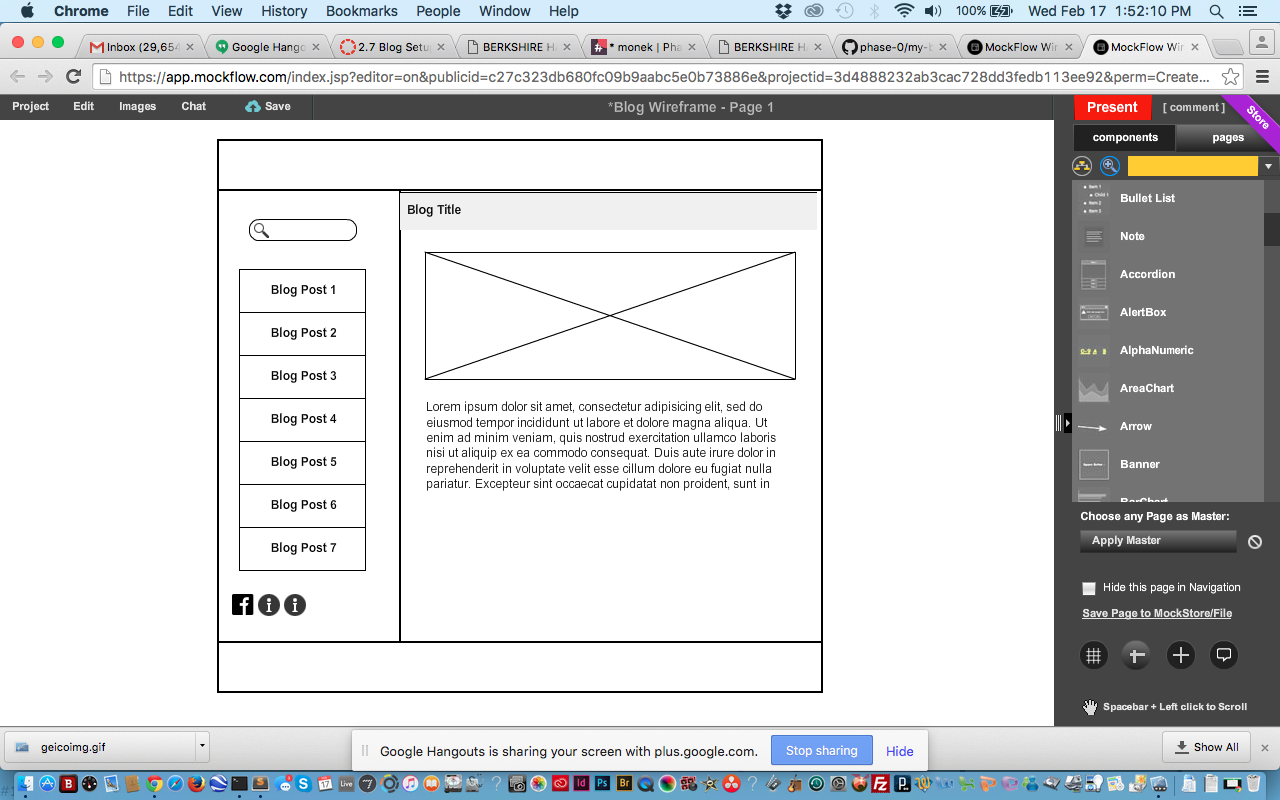 Chrome File Edit View History Bookmarks People Window Help 100% Wed Feb 17 1:52:10 PM
Inbox (29,654 Google Hango 2.7 Blog Setu BERKSHIRE H * monek | Pha BERKSHIRE H phase-0/my-b MockFlow Wir MockFlow Wir
https://app.mockflow.com/index.jsp?editor=on&publicid=c27c323db680fc09b9aabc5e0b73886e&projectid=3d4888232ab3cac728dd3fedb113ee92&perm=Create...
Project Edit Images Chat Save *Blog Wireframe - Page 1 Present [ comment ] Store
components pages
Blog Title
Blog Post 1
Blog Post 2
Blog Post 3
Blog Post 4
Blog Post 5
Blog Post 6
Blog Post 7
Lorem ipsum dolor sit amet, consectetur adipisicing elit, sed do
eiusmod tempor incididunt ut labore et dolore magna aliqua. Ut
enim ad minim veniam, quis nostrud exercitation ullamco laboris
nisi ut aliquip ex ea commodo consequat. Duis aute irure dolor in
reprehenderit in voluptate velit esse cillum dolore eu fugiat nulla
pariatur. Excepteur sint occaecat cupidatat non proident, sunt in
Bullet List
Note
Accordion
AlertBox
AlphaNumeric
AreaChart
Arrow
Banner
BarChart
Choose any Page as Master:
Apply Master
Hide this page in Navigation
Save Page to MockStore/File
Spacebar + Left click to Scroll
geicoimg.gif
Google Hangouts is sharing your screen with plus.google.com. Stop sharing Hide
Show All